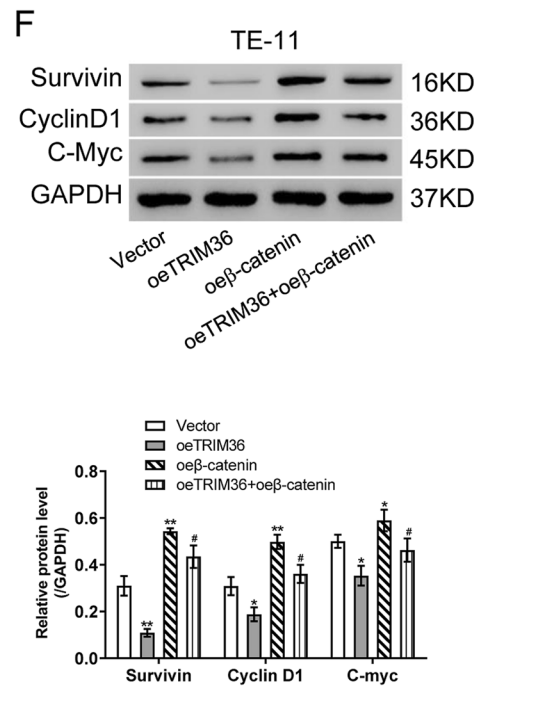 F
TE-11
Survivin 16KD
CyclinD1 36KD
C-Myc 45KD
GAPDH 37KD
Vector
oeTRIM36
oeβ-catenin
oeTRIM36+oeβ-catenin
Vector
oeTRIM36
oeβ-catenin
oeTRIM36+oeβ-catenin
Relative protein level
(/GAPDH)
0.8
0.6
0.4
0.2
0.0
** ** #
* ** #
* * #
Survivin Cyclin D1 C-myc